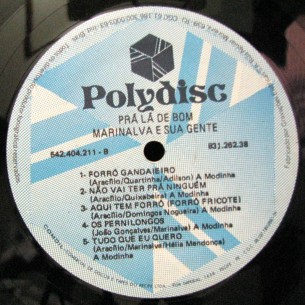 Polydisc
PRÁ LÁ DE BOM
MARINALVA E SUA GENTE
542.404.211 - B
831.262.38
1- FORRÓ GANDAIEIRO
(Aracílio/Quartinha/Adilson) A Modinha
2- NÃO VAI TER PRÁ NINGUÉM
(Aracílio/Quixabeira) A Modinha
3- AQUI TEM FORRÓ (FORRÓ FRICOTE)
(Aracílio/Domingos Nogueira) A Modinha
4- OS PERNILONGOS
(João Gonçalves/Marinalva) A Modinha
5- TUDO QUE EU QUERO
(Aracílio/Marinalva/Hélia Mendonça)
A Modinha